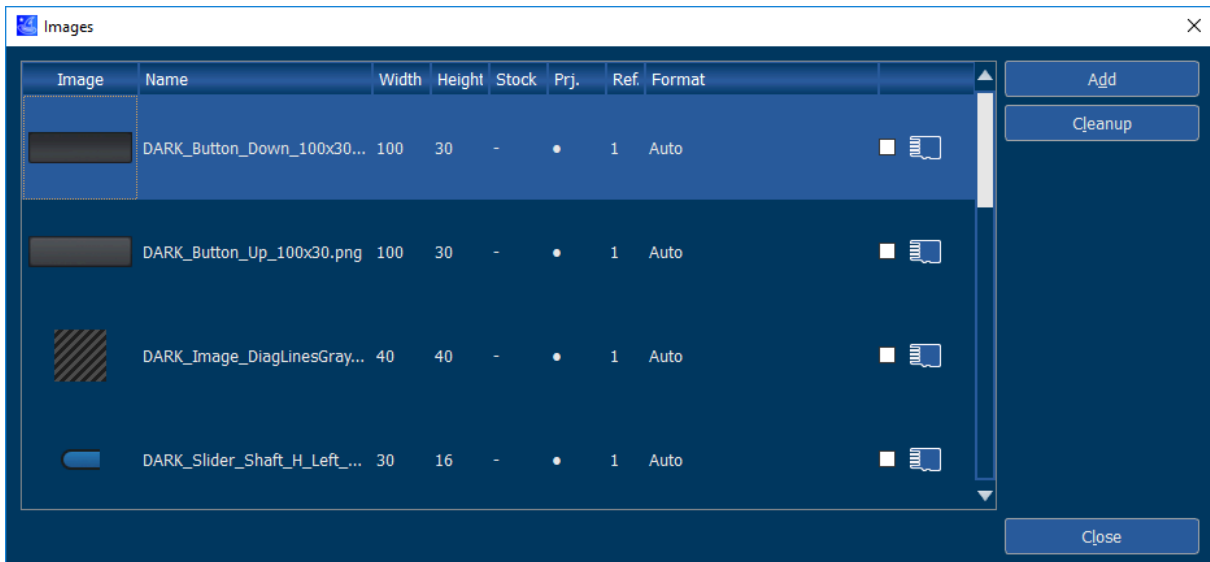 Images
Image Name Width Height Stock Prj. Ref. Format
DARK_Button_Down_100x30... 100 30 - • 1 Auto
DARK_Button_Up_100x30.png 100 30 - • 1 Auto
DARK_Image_DiagLinesGray... 40 40 - • 1 Auto
DARK_Slider_Shaft_H_Left_... 30 16 - • 1 Auto
Add
Cleanup
Close